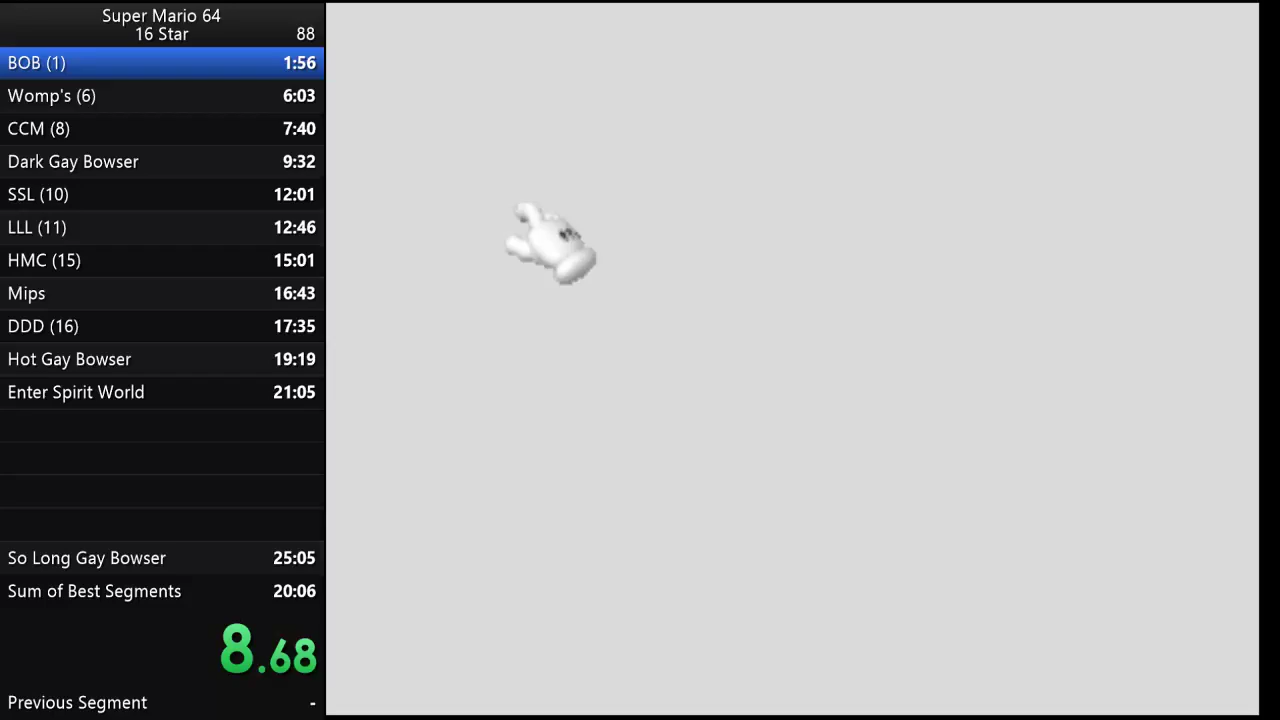 Super Mario 64
16 Star 88
BOB (1) 1:56
Womp's (6) 6:03
CCM (8) 7:40
Dark Gay Bowser 9:32
SSL (10) 12:01
LLL (11) 12:46
HMC (15) 15:01
Mips 16:43
DDD (16) 17:35
Hot Gay Bowser 19:19
Enter Spirit World 21:05
So Long Gay Bowser 25:05
Sum of Best Segments 20:06
8.68
Previous Segment -